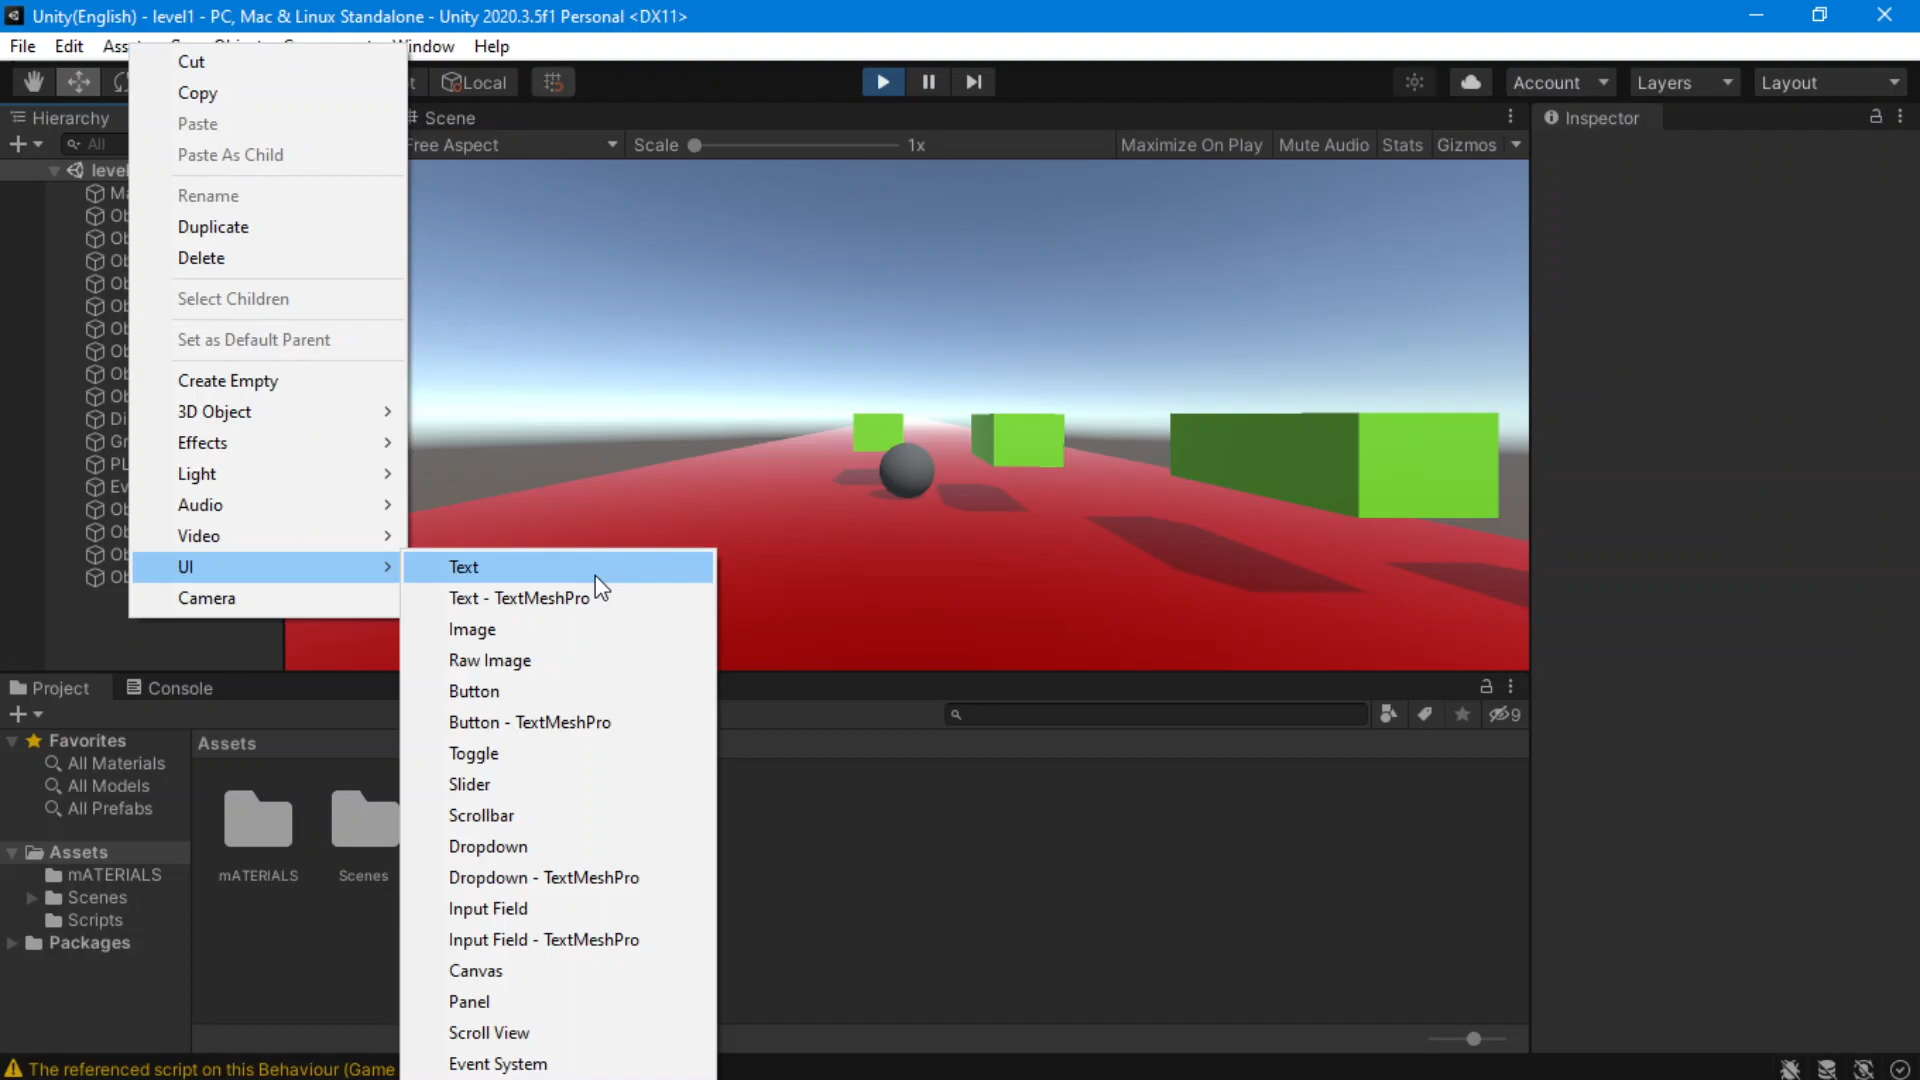 Unity(English) - level1 - PC, Mac & Linux Standalone - Unity 2020.3.5f1 Personal <DX11>
File Edit Window Help
Local Account Layers Layout
Hierarchy Scene Inspector
All Free Aspect Scale 1x Maximize On Play Mute Audio Stats Gizmos
Cut
Copy
Paste
Paste As Child
Rename
Duplicate
Delete
Select Children
Set as Default Parent
Create Empty
3D Object
Effects
Light
Audio
Video
UI
Camera
Text
Text - TextMeshPro
Image
Raw Image
Button
Button - TextMeshPro
Toggle
Slider
Scrollbar
Dropdown
Dropdown - TextMeshPro
Input Field
Input Field - TextMeshPro
Canvas
Panel
Scroll View
Event System
Project Console
9
Favorites
All Materials
All Models
All Prefabs
Assets
mATERIALS
Scenes
Scripts
Packages
Assets
mATERIALS Scenes
The referenced script on this Behaviour (Game